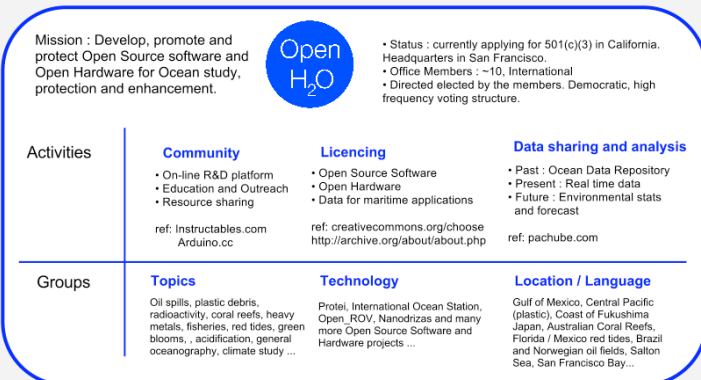 Mission : Develop, promote and
protect Open Source software and
Open Hardware for Ocean study,
protection and enhancement.
Open
H2O
• Status : currently applying for 501(c)(3) in California.
Headquarters in San Francisco.
• Office Members : ~10, International
• Directed elected by the members. Democratic, high
frequency voting structure.
Activities
Community
• On-line R&D platform
• Education and Outreach
• Resource sharing
ref: Instructables.com
Arduino.cc
Licencing
• Open Source Software
• Open Hardware
• Data for maritime applications
ref: creativecommons.org/choose
http://archive.org/about/about.php
Data sharing and analysis
• Past : Ocean Data Repository
• Present : Real time data
• Future : Environmental stats
and forecast
ref: pachube.com
Groups
Topics
Oil spills, plastic debris,
radioactivity, coral reefs, heavy
metals, fisheries, red tides, green
blooms, , acidification, general
oceanography, climate study ...
Technology
Protei, International Ocean Station,
Open_ROV, Nanodrizas and many
more Open Source Software and
Hardware projects ...
Location / Language
Gulf of Mexico, Central Pacific
(plastic), Coast of Fukushima
Japan, Australian Coral Reefs,
Florida / Mexico red tides, Brazil
and Norwegian oil fields, Salton
Sea, San Francisco Bay...